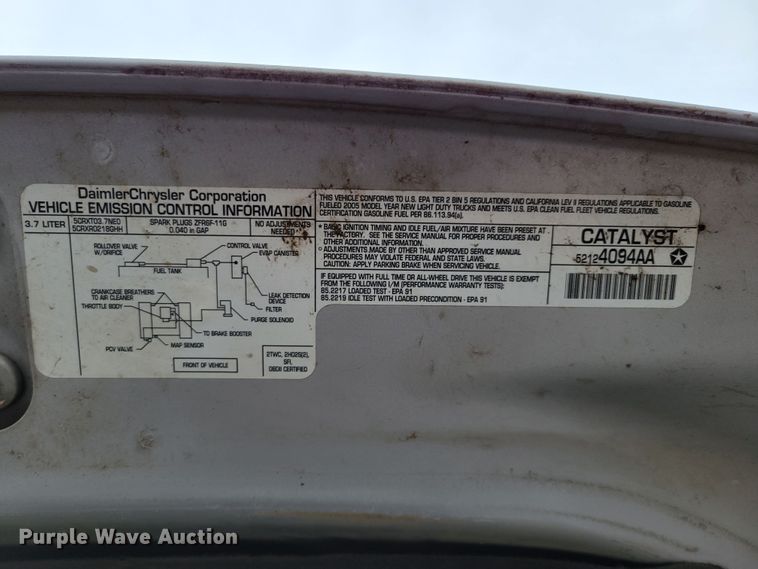 DaimlerChrysler Corporation
VEHICLE EMISSION CONTROL INFORMATION
3.7 LITER
5CRXT03.7NE0
5CRXR0218GHH
SPARK PLUGS ZFR6F-11G
0.040 in GAP
NO ADJUSTMENTS
NEEDED
ROLLOVER VALVE
W/ORIFICE
CONTROL VALVE
EVAP CANISTER
FUEL TANK
CRANKCASE BREATHERS
TO AIR CLEANER
THROTTLE BODY
LEAK DETECTION
DEVICE
FILTER
PURGE SOLENOID
TO BRAKE BOOSTER
MAP SENSOR
PCV VALVE
FRONT OF VEHICLE
2TWC, 2HO2S(2),
SFI,
OBDII CERTIFIED
THIS VEHICLE CONFORMS TO U.S. EPA TIER 2 BIN 5 REGULATIONS AND CALIFORNIA LEV II REGULATIONS APPLICABLE TO GASOLINE
FUELED 2005 MODEL YEAR NEW LIGHT DUTY TRUCKS AND MEETS U.S. EPA CLEAN FUEL FLEET VEHICLE REGULATIONS.
CERTIFICATION GASOLINE FUEL PER 86.113.94(a).
* BASIC IGNITION TIMING AND IDLE FUEL/AIR MIXTURE HAVE BEEN PRESET AT
THE FACTORY. SEE THE SERVICE MANUAL FOR PROPER PROCEDURES AND
OTHER ADDITIONAL INFORMATION.
* ADJUSTMENTS MADE BY OTHER THAN APPROVED SERVICE MANUAL
PROCEDURES MAY VIOLATE FEDERAL AND STATE LAWS.
CAUTION: APPLY PARKING BRAKE WHEN SERVICING VEHICLE.
IF EQUIPPED WITH FULL TIME OR ALL-WHEEL DRIVE THIS VEHICLE IS EXEMPT
FROM THE FOLLOWING I/M (PERFORMANCE WARRANTY TESTS):
85.2217 LOADED TEST - EPA 91
85.2219 IDLE TEST WITH LOADED PRECONDITION - EPA 91
CATALYST
52124094AA
Purple Wave Auction